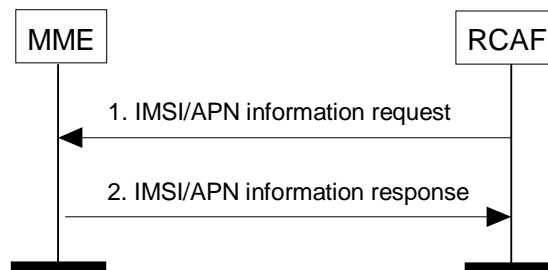 MME
RCAF
1. IMSI/APN information request
2. IMSI/APN information response